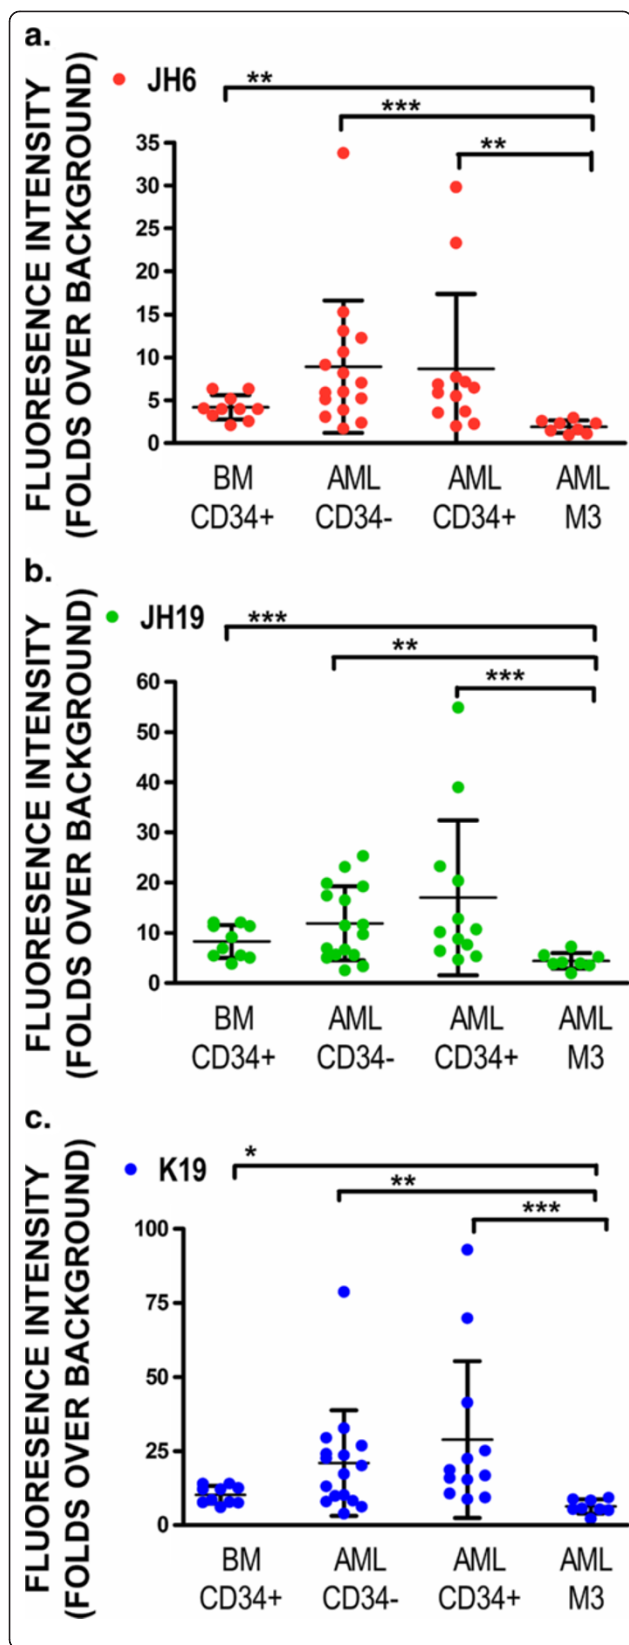 a.
FLUORESENCE INTENSITY
(FOLDS OVER BACKGROUND)
JH6
**
***
**
35
30
25
20
15
10
5
0
BM
CD34+
AML
CD34-
AML
CD34+
AML
M3
b.
FLUORESENCE INTENSITY
(FOLDS OVER BACKGROUND)
JH19
***
**
***
60
50
40
30
20
10
0
BM
CD34+
AML
CD34-
AML
CD34+
AML
M3
c.
FLUORESENCE INTENSITY
(FOLDS OVER BACKGROUND)
K19
*
**
***
100
75
50
25
0
BM
CD34+
AML
CD34-
AML
CD34+
AML
M3